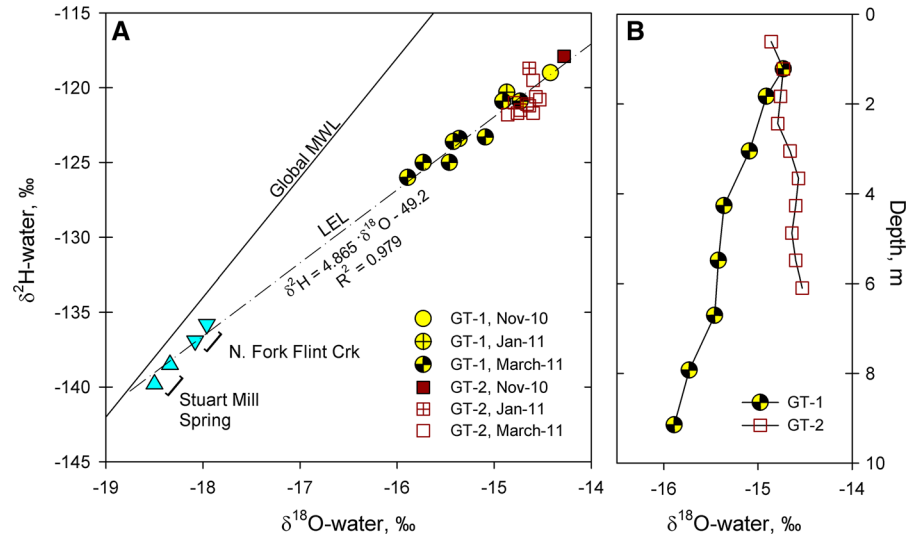 A
-115
-120
-125
-130
-135
-140
-145
δ²H-water, ‰
-19
-18
-17
-16
-15
-14
δ¹⁸O-water, ‰
Global MWL
LEL
δ²H = 4.865 ·δ¹⁸O - 49.2
R² = 0.979
N. Fork Flint Crk
Stuart Mill
Spring
GT-1, Nov-10
GT-1, Jan-11
GT-1, March-11
GT-2, Nov-10
GT-2, Jan-11
GT-2, March-11
B
0
2
4
6
8
10
Depth, m
GT-1
GT-2
-16
-15
-14
δ¹⁸O-water, ‰